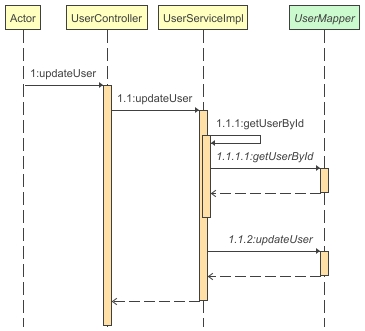 Actor
UserController
UserServiceImpl
UserMapper
1:updateUser
1.1:updateUser
1.1.1:getUserById
1.1.1.1:getUserById
1.1.2:updateUser